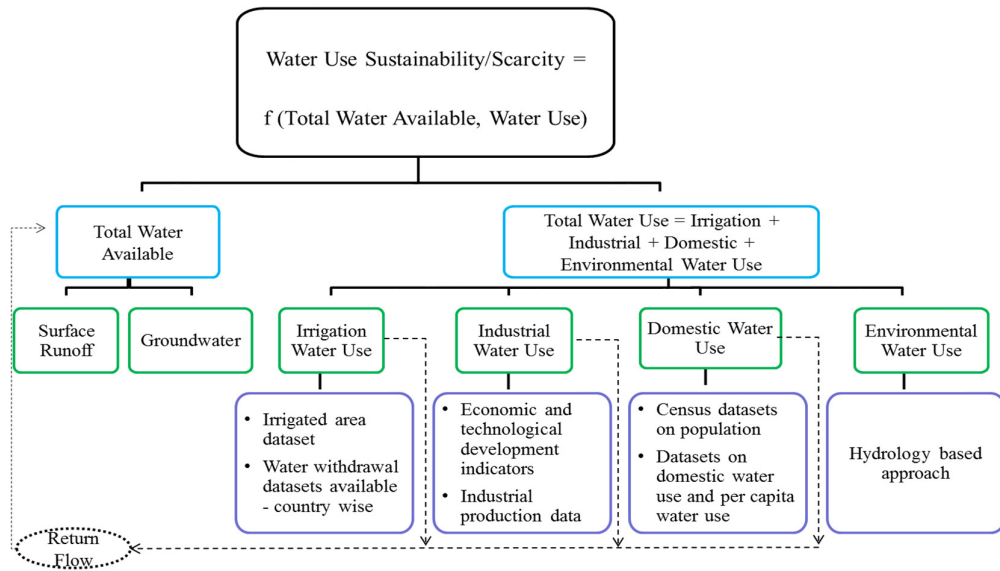 Water Use Sustainability/Scarcity =
f (Total Water Available, Water Use)
Total Water
Available
Total Water Use = Irrigation +
Industrial + Domestic +
Environmental Water Use
Surface
Runoff
Groundwater
Irrigation
Water Use
Industrial
Water Use
Domestic Water
Use
Environmental
Water Use
• Irrigated area
dataset
• Water withdrawal
datasets available
- country wise
• Economic and
technological
development
indicators
• Industrial
production data
• Census datasets
on population
• Datasets on
domestic water
use and per capita
water use
Hydrology based
approach
Return
Flow